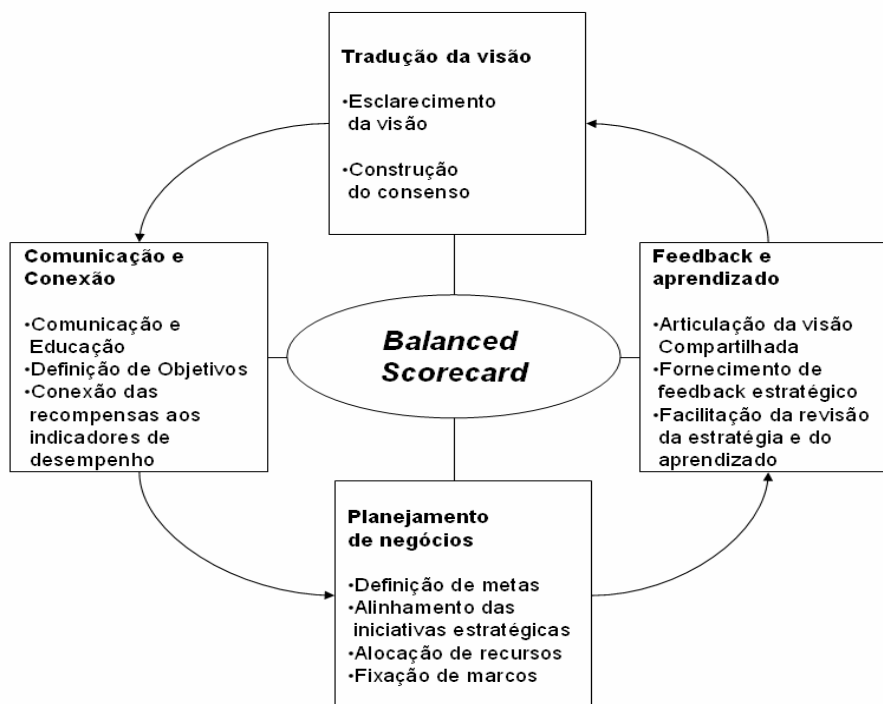 Tradução da visão
•Esclarecimento
da visão
•Construção
do consenso
Comunicação e
Conexão
•Comunicação e
Educação
•Definição de Objetivos
•Conexão das
recompensas aos
indicadores de
desempenho
Balanced
Scorecard
Feedback e
aprendizado
•Articulação da visão
Compartilhada
•Fornecimento de
feedback estratégico
•Facilitação da revisão
da estratégia e do
aprendizado
Planejamento
de negócios
•Definição de metas
•Alinhamento das
iniciativas estratégicas
•Alocação de recursos
•Fixação de marcos